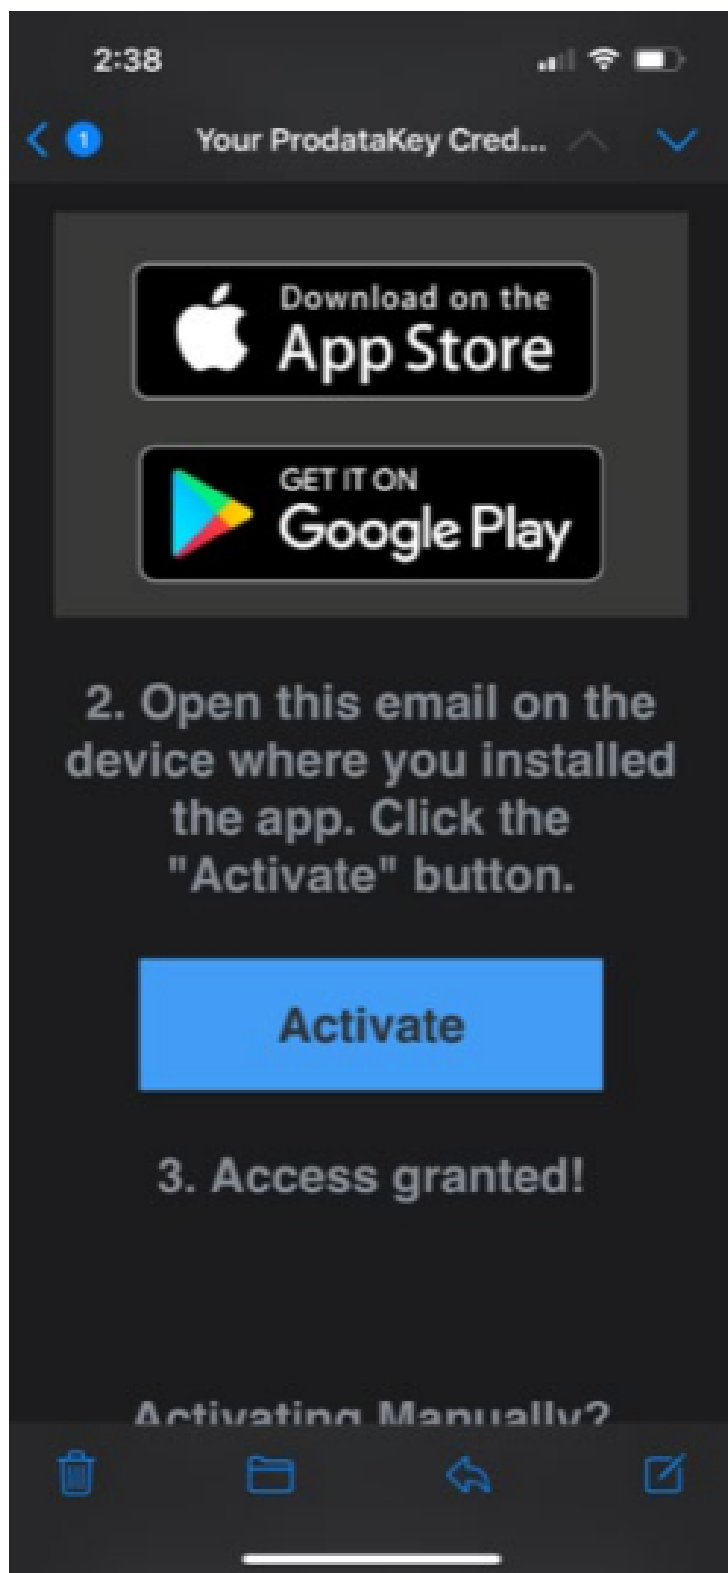 2:38
1
Your ProdataKey Cred...
Download on the
App Store
GET IT ON
Google Play
2. Open this email on the
device where you installed
the app. Click the
"Activate" button.
Activate
3. Access granted!
Activating Manually?